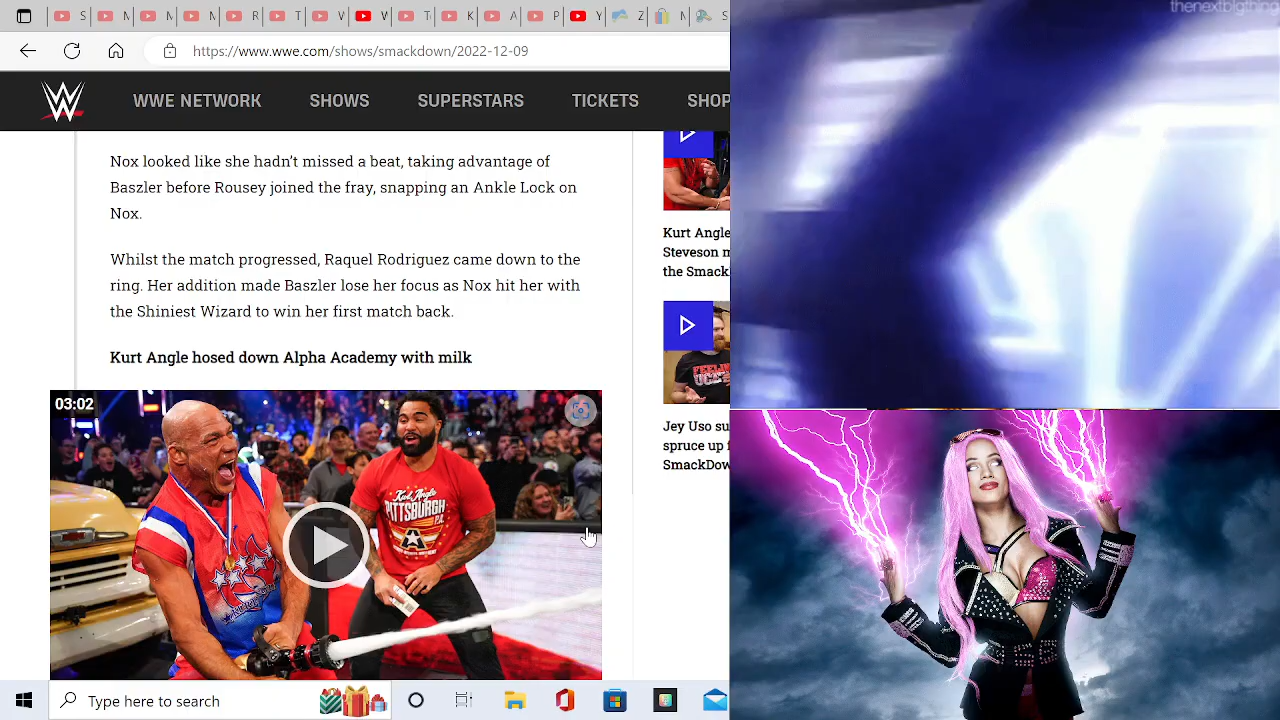 S
N
N
R
T
V
W
V
T
K
A
P
Y
Z
N
S
https://www.wwe.com/shows/smackdown/2022-12-09
WWE NETWORK SHOWS SUPERSTARS TICKETS SHOP
Nox looked like she hadn't missed a beat, taking advantage of
Baszler before Rousey joined the fray, snapping an Ankle Lock on
Nox.
Whilst the match progressed, Raquel Rodriguez came down to the
ring. Her addition made Baszler lose her focus as Nox hit her with
the Shiniest Wizard to win her first match back.
Kurt Angle hosed down Alpha Academy with milk
03:02
Kurt Angle
PITTSBURGH
P.A.
Kurt Angle
Steveson m
the Smack
FEELIN
UCEY
Jey Uso su
spruce up f
SmackDow
thenextbigthing
Type here to search